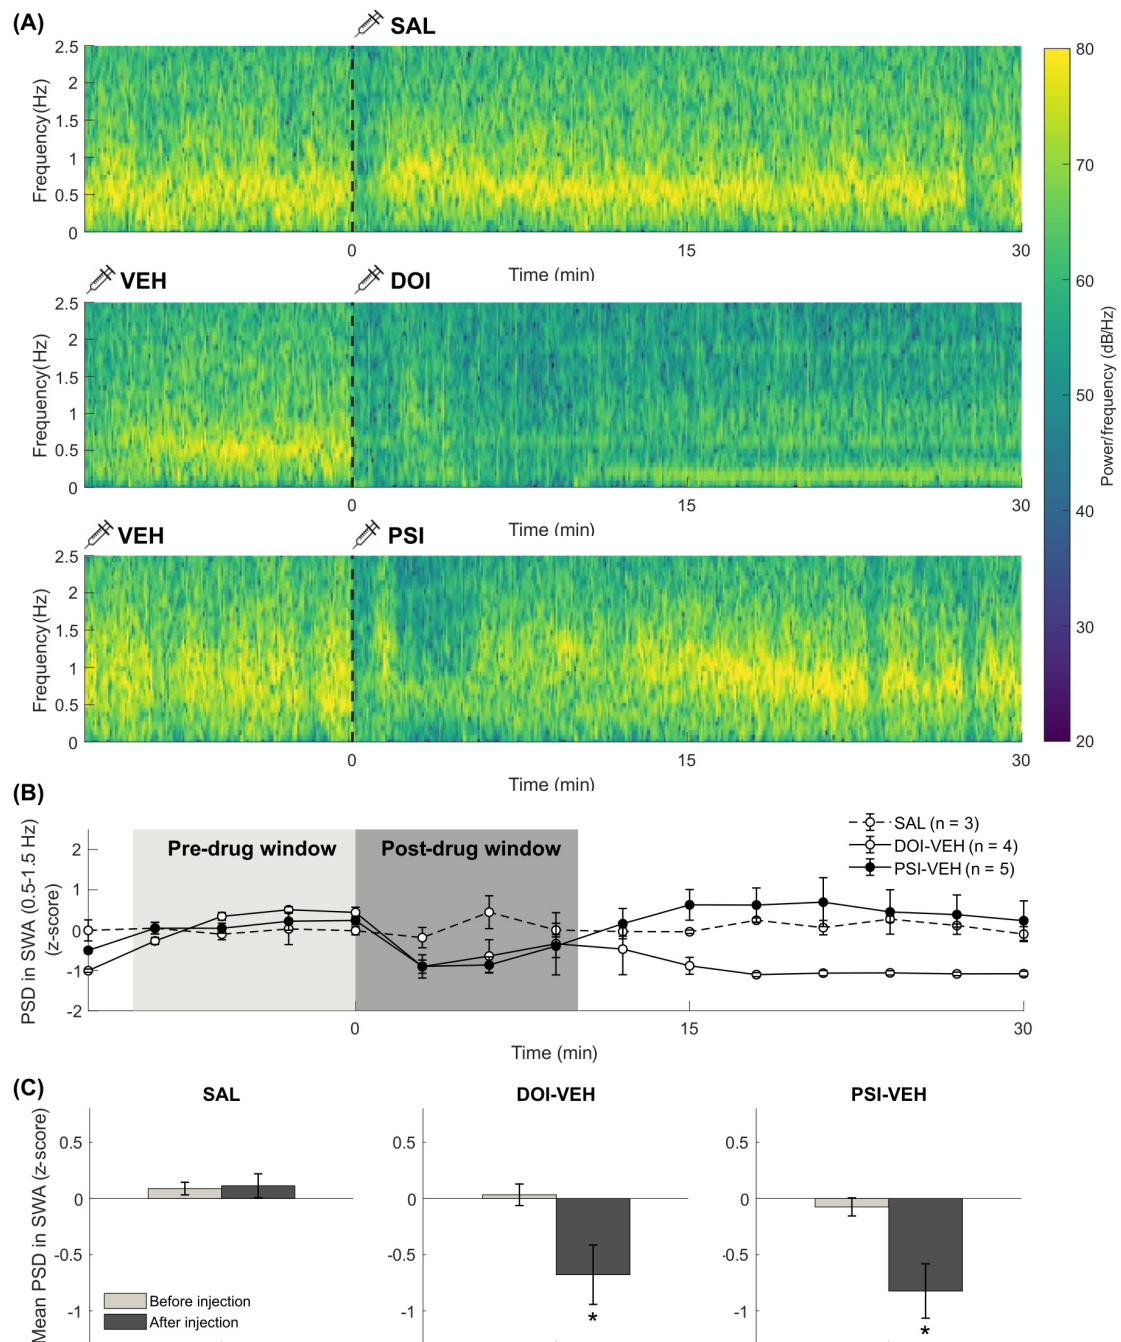 (A)
SAL
2.5
2
1.5
1
0.5
0
Frequency(Hz)
0 15 30
Time (min)
80
70
60
50
40
30
20
Power/frequency (dB/Hz)
VEH DOI
2.5
2
1.5
1
0.5
0
Frequency(Hz)
0 15 30
Time (min)
VEH PSI
2.5
2
1.5
1
0.5
0
Frequency(Hz)
0 15 30
Time (min)
(B)
SAL (n = 3)
DOI-VEH (n = 4)
PSI-VEH (n = 5)
Pre-drug window Post-drug window
2
1
0
-1
-2
PSD in SWA (0.5-1.5 Hz)
(z-score)
0 15 30
Time (min)
(C)
SAL DOI-VEH PSI-VEH
Mean PSD in SWA (z-score)
0.5 0.5 0.5
0 0 0
-0.5 -0.5 -0.5
-1 -1 -1
Before injection
After injection
* *